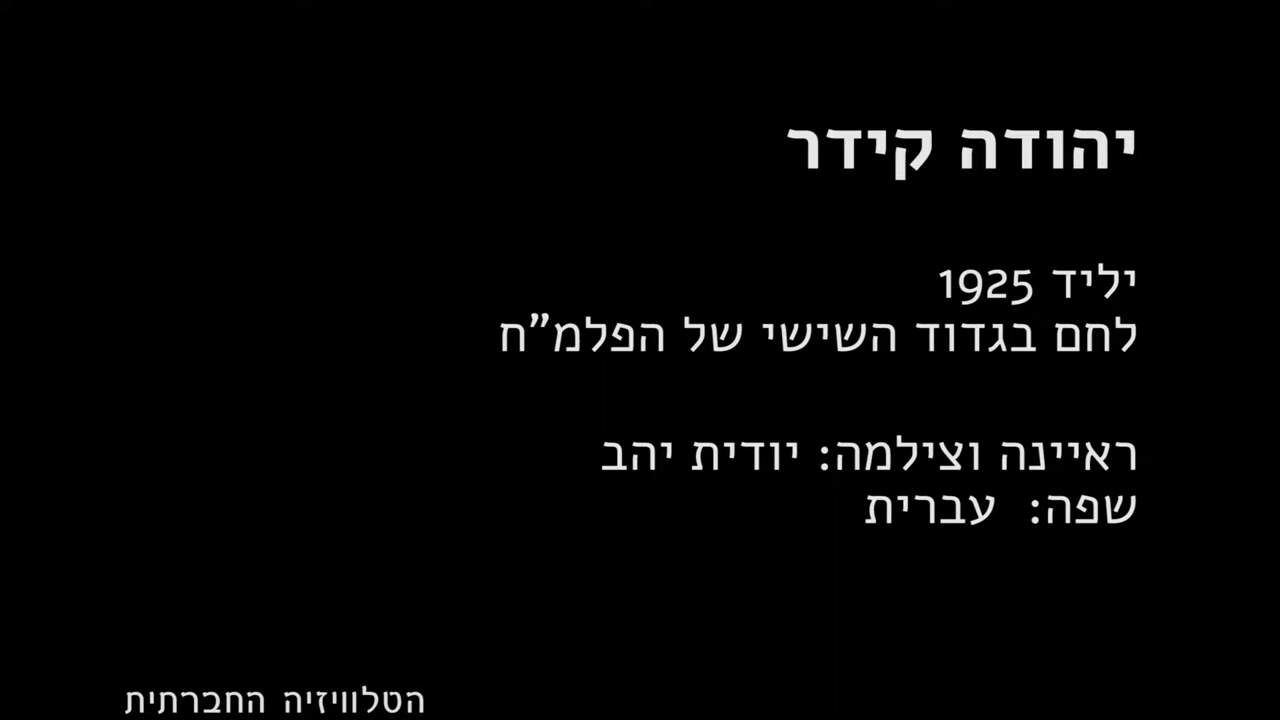 יהודה קידר
יליד 1925
לחם בגדוד השישי של הפלמ"ח
ראיינה וצילמה: יודית יהב
שפה: עברית
הטלוויזיה החברתית